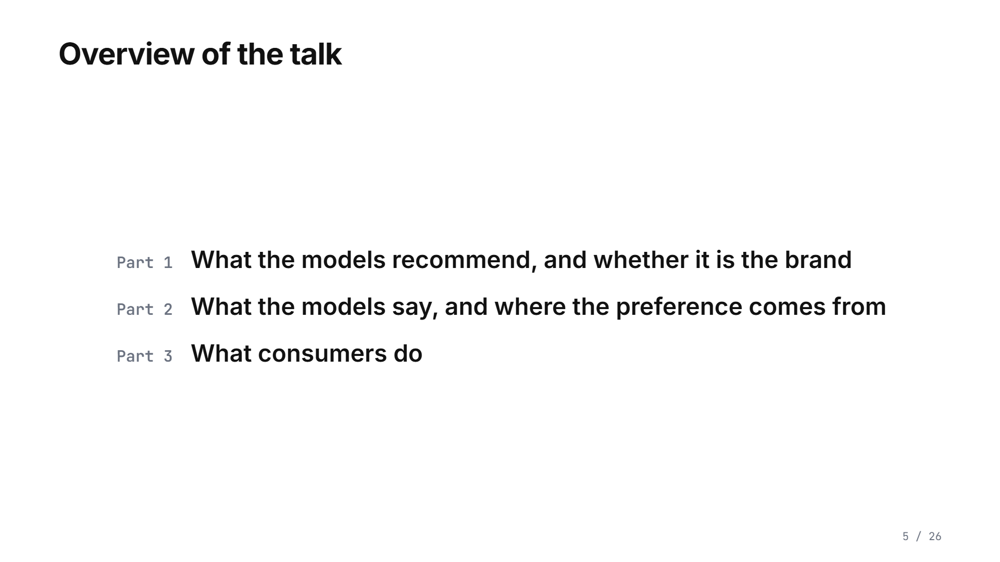 Overview of the talk
Part 1 What the models recommend, and whether it is the brand
Part 2 What the models say, and where the preference comes from
Part 3 What consumers do
5 / 26